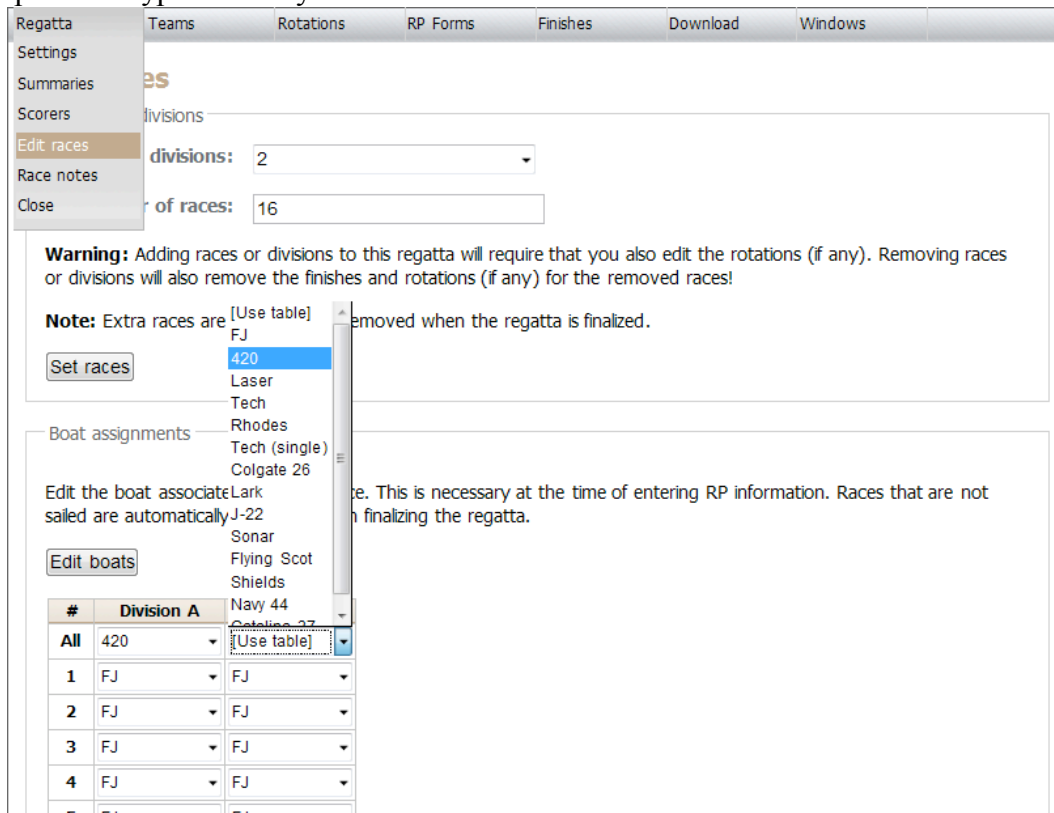 Regatta Teams Rotations RP Forms Finishes Download Windows
Settings
Summaries
Scorers
Edit races
Race notes
Close
es
divisions
divisions: 2
r of races: 16
Warning: Adding races or divisions to this regatta will require that you also edit the rotations (if any). Removing races
or divisions will also remove the finishes and rotations (if any) for the removed races!
Note: Extra races are emoved when the regatta is finalized.
Set races
[Use table]
FJ
420
Laser
Tech
Rhodes
Tech (single)
Colgate 26
Lark
J-22
Sonar
Flying Scot
Shields
Navy 44
Boat assignments
Edit the boat associate ce. This is necessary at the time of entering RP information. Races that are not
sailed are automatically n finalizing the regatta.
Edit boats
# Division A
All 420 [Use table]
1 FJ FJ
2 FJ FJ
3 FJ FJ
4 FJ FJ